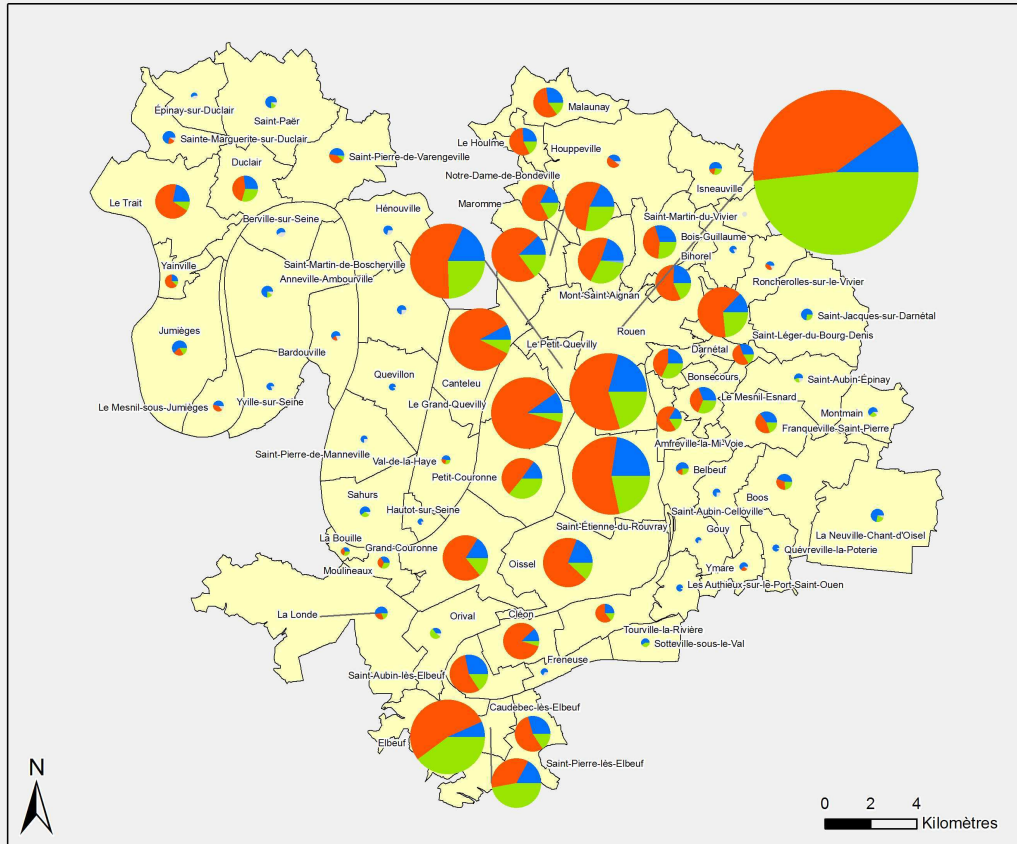 Malaunay
Épinay-sur-Duclair
Saint-Paër
Sainte-Marguerite-sur-Duclair
Le Houlme
Houppeville
Saint-Pierre-de-Varengeville
Duclair
Notre-Dame-de-Bondeville
Isneauville
Le Trait
Maromme
Hénouville
Berville-sur-Seine
Saint-Martin-du-Vivier
Bois-Guillaume
Bihorel
Yainville
Saint-Martin-de-Boscherville
Anneville-Ambourville
Roncherolles-sur-le-Vivier
Mont-Saint-Aignan
Saint-Jacques-sur-Darnétal
Jumièges
Rouen
Saint-Léger-du-Bourg-Denis
Le Petit-Quevilly
Darnétal
Bardouville
Bonsecours
Quevillon
Canteleu
Saint-Aubin-Épinay
Le Mesnil-Esnard
Le Mesnil-sous-Jumièges
Yville-sur-Seine
Le Grand-Quevilly
Montmain
Franqueville-Saint-Pierre
Amfreville-la-Mi-Voie
Saint-Pierre-de-Manneville
Val-de-la-Haye
Belbeuf
Petit-Couronne
Sahurs
Boos
Hautot-sur-Seine
Saint-Aubin-Celloville
Saint-Étienne-du-Rouvray
Gouy
La Neuville-Chant-d'Oisel
La Bouille
Grand-Couronne
Quévreville-la-Poterie
Oissel
Moulineaux
Ymare
Les Authieux-sur-le-Port-Saint-Ouen
La Londe
Orival
Cléon
Tourville-la-Rivière
Sotteville-sous-le-Val
Freneuse
Saint-Aubin-lès-Elbeuf
Caudebec-lès-Elbeuf
Elbeuf
Saint-Pierre-lès-Elbeuf
N
0 2 4
Kilomètres